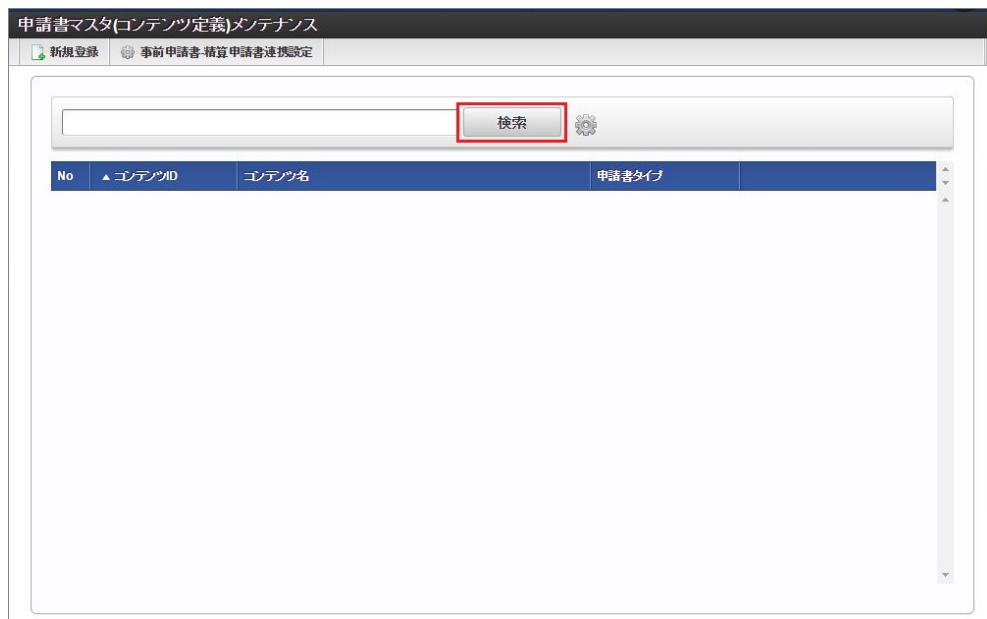 申請書マスタ(コンテンツ定義)メンテナンス
新規登録 事前申請書-精算申請書連携設定
検索
No ▲ コンテンツID コンテンツ名 申請書タイプ